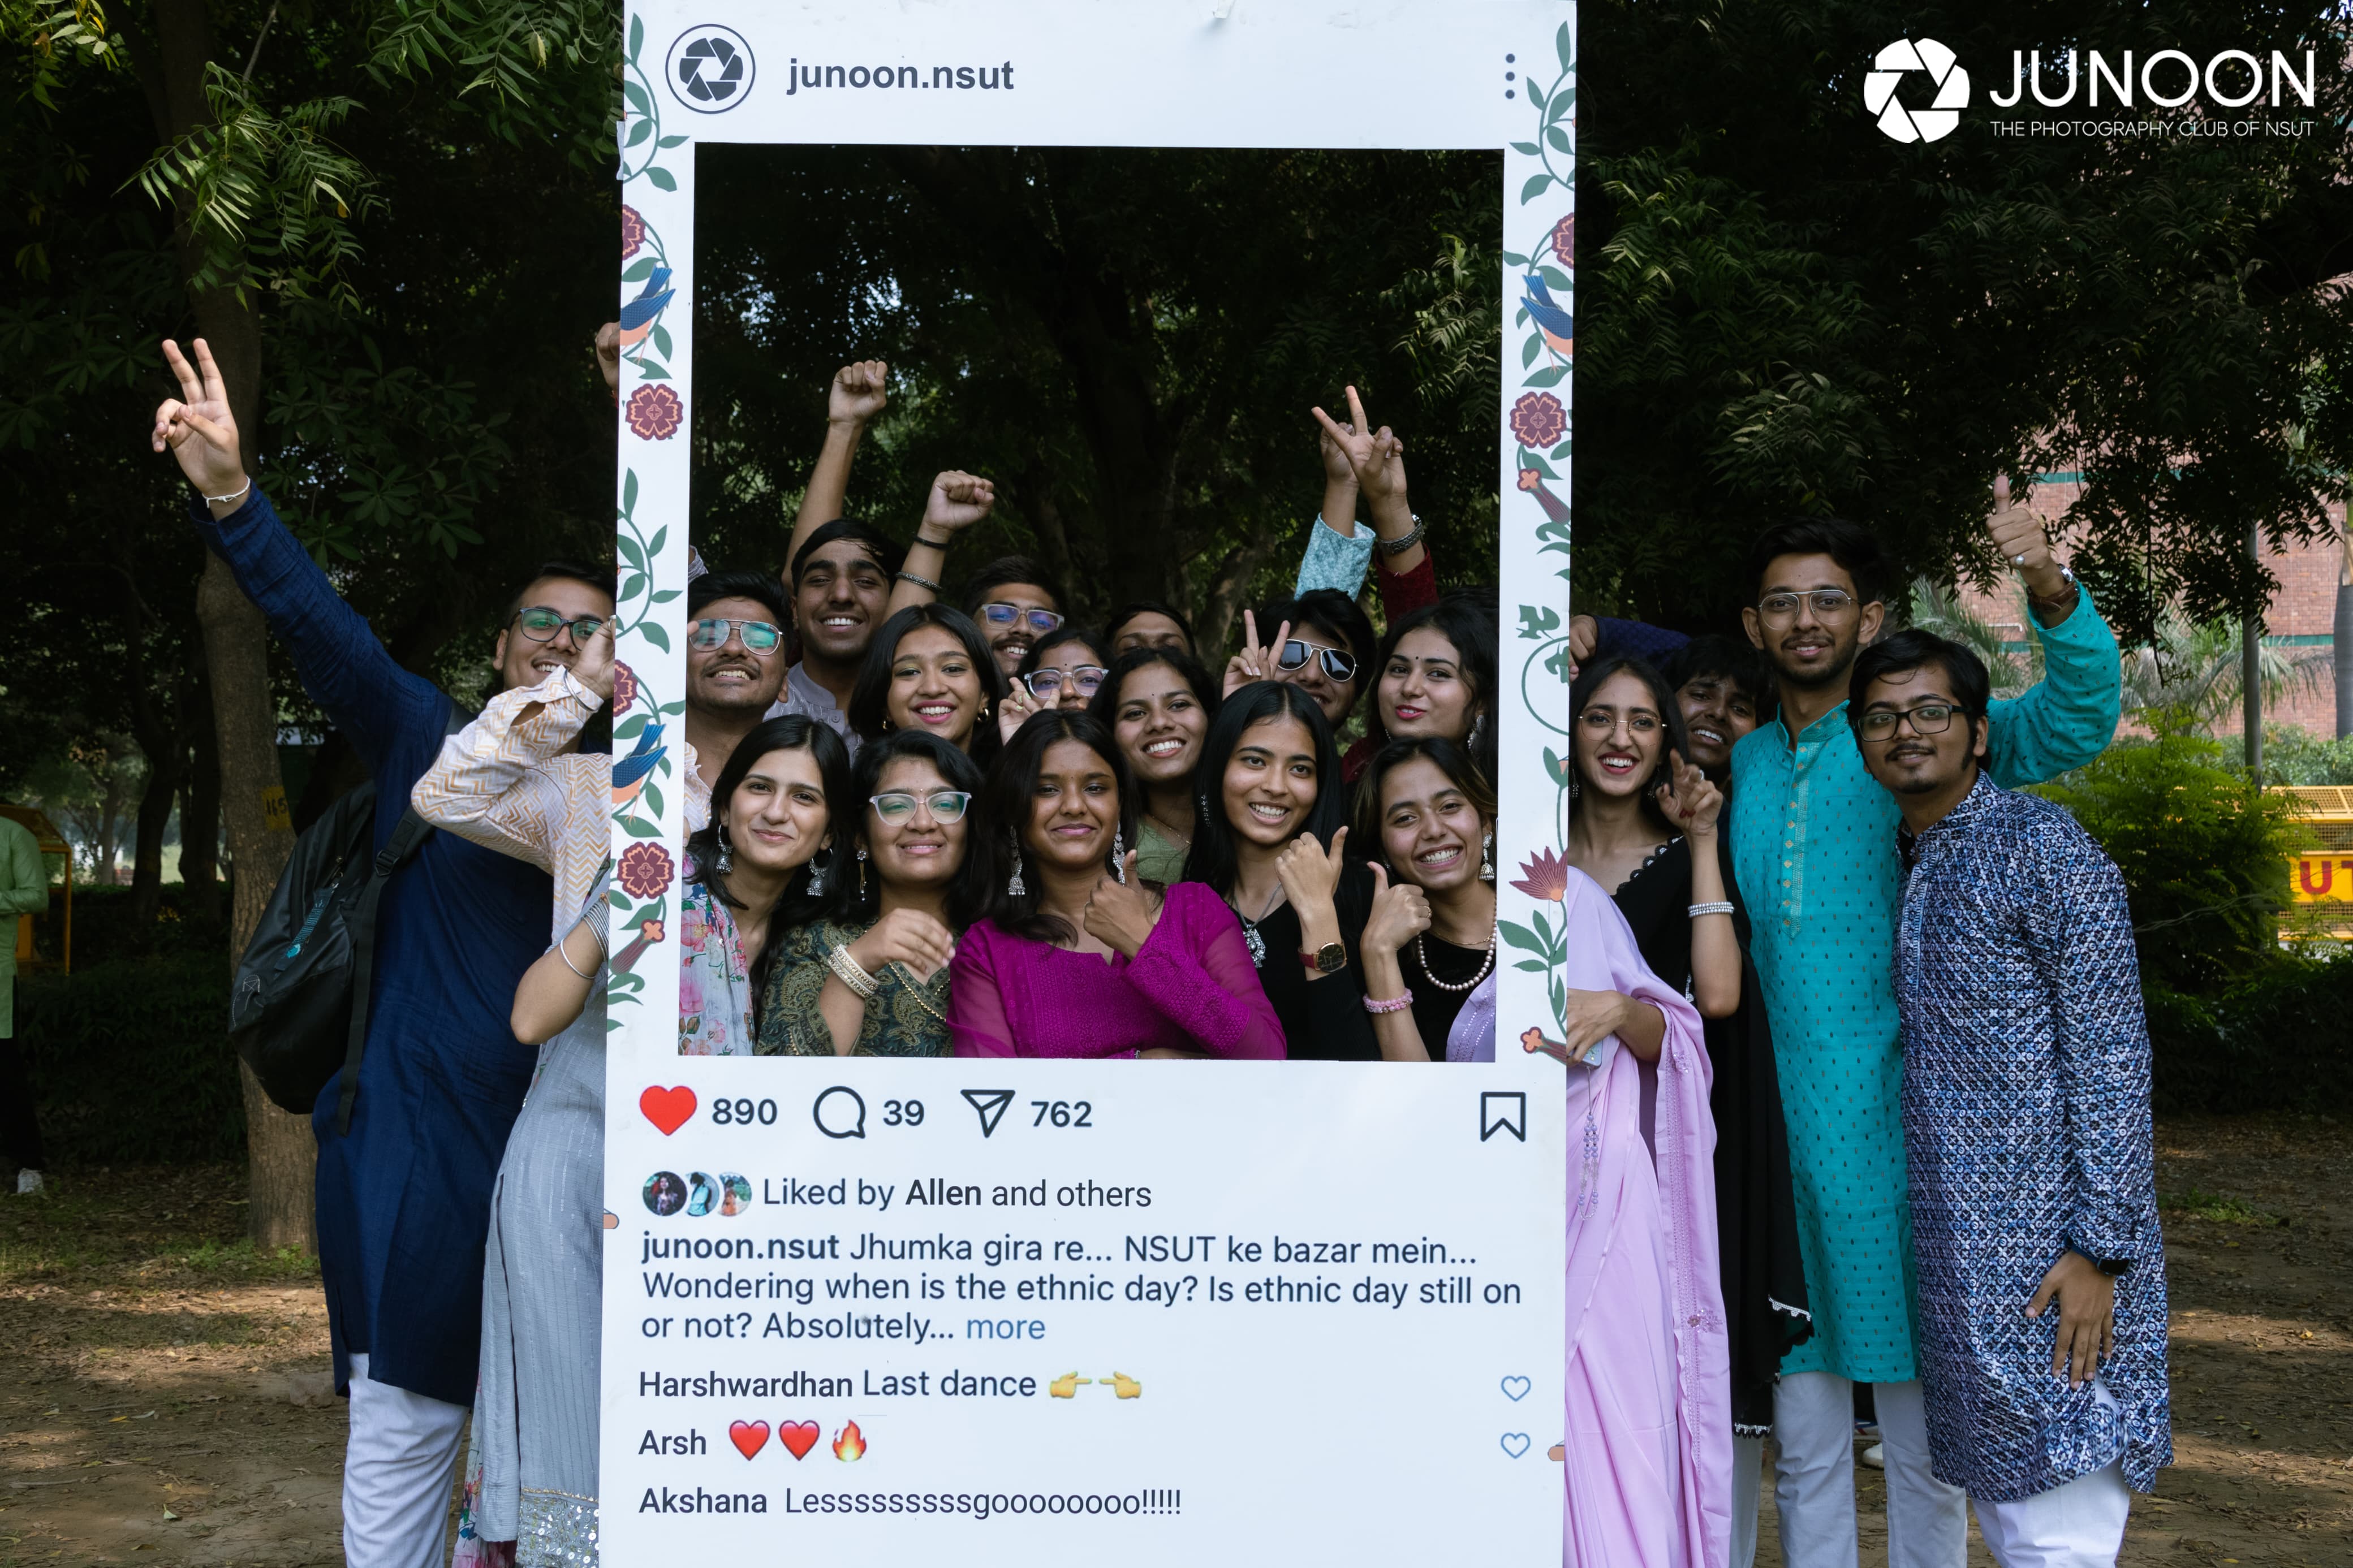 junoon.nsut
JUNOON
THE PHOTOGRAPHY CLUB OF NSUT
890 39 762
Liked by Allen and others
junoon.nsut Jhumka gira re... NSUT ke bazar mein...
Wondering when is the ethnic day? Is ethnic day still on
or not? Absolutely... more
Harshwardhan Last dance 👉👈
Arsh ❤️❤️🔥
Akshana Lesssssssssgoooooooo!!!!!
UT